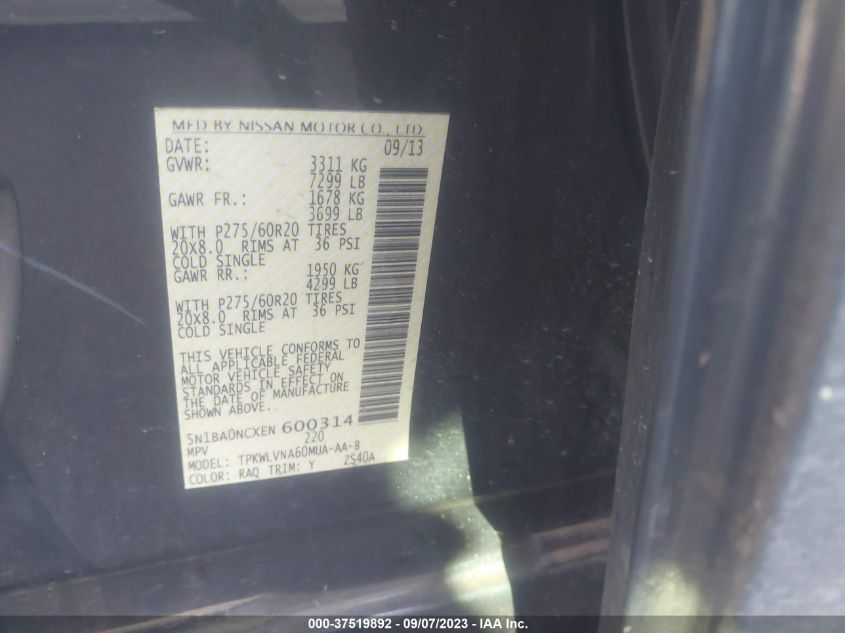 MFD BY NISSAN MOTOR CO., LTD.
DATE: 09/13
GVWR: 3311 KG
7299 LB
GAWR FR.: 1678 KG
3699 LB
WITH P275/60R20 TIRES
20X8.0 RIMS AT 36 PSI
COLD SINGLE
GAWR RR.: 1950 KG
4299 LB
WITH P275/60R20 TIRES
20X8.0 RIMS AT 36 PSI
COLD SINGLE
THIS VEHICLE CONFORMS TO
ALL APPLICABLE FEDERAL
MOTOR VEHICLE SAFETY
STANDARDS IN EFFECT ON
THE DATE OF MANUFACTURE
SHOWN ABOVE.
5N1BA0NCXEN 600314
MPV 220
MODEL: TPKWLVNA60MUA-AA-B
COLOR: RAQ TRIM: Y ZS40A
000-37519892 - 09/07/2023 - IAA Inc.